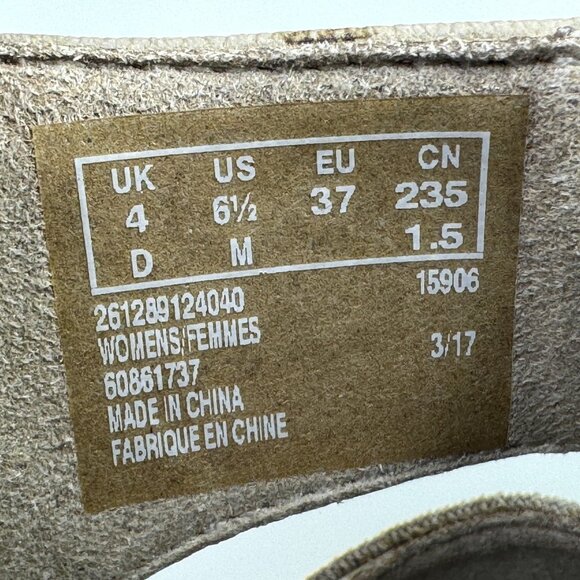 UK US EU CN
4 6½ 37 235
D M 1.5
261289124040 15906
WOMENS/FEMMES 3/17
60861737
MADE IN CHINA
FABRIQUE EN CHINE